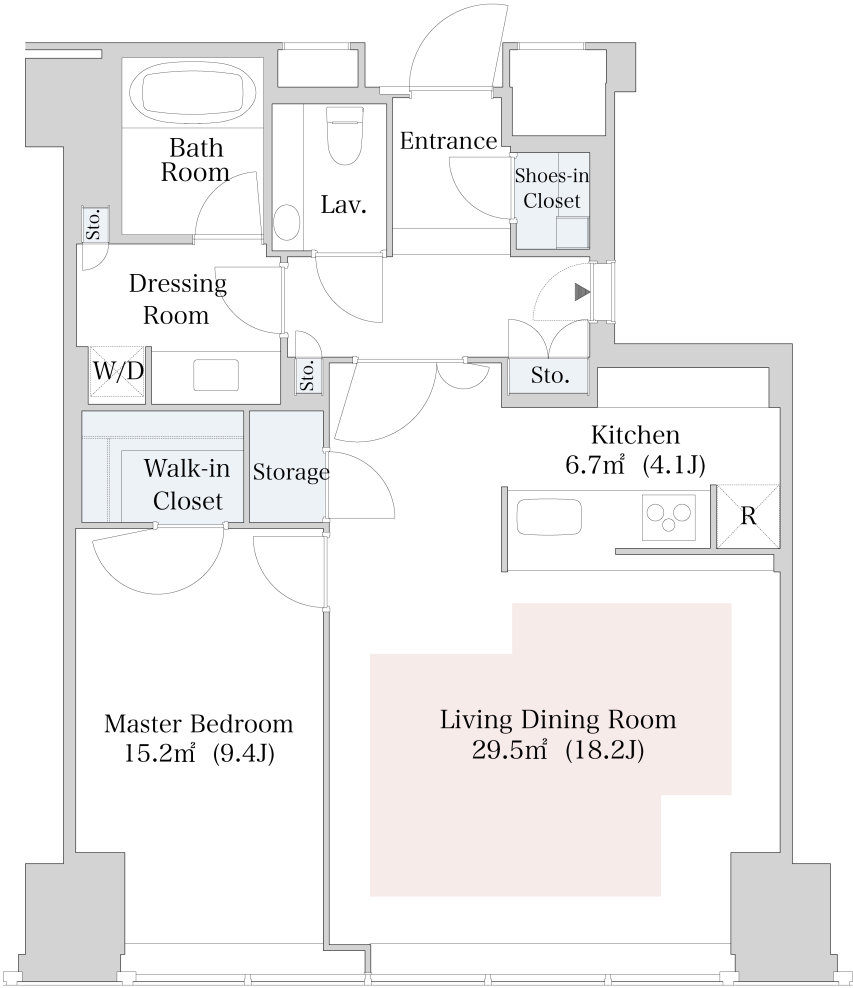 Bath
Room
Entrance
Shoes-in
Closet
Lav.
Sto.
Dressing
Room
W/D
Sto.
Sto.
Kitchen
6.7㎡ (4.1J)
Walk-in
Closet
Storage
R
Master Bedroom
15.2㎡ (9.4J)
Living Dining Room
29.5㎡ (18.2J)